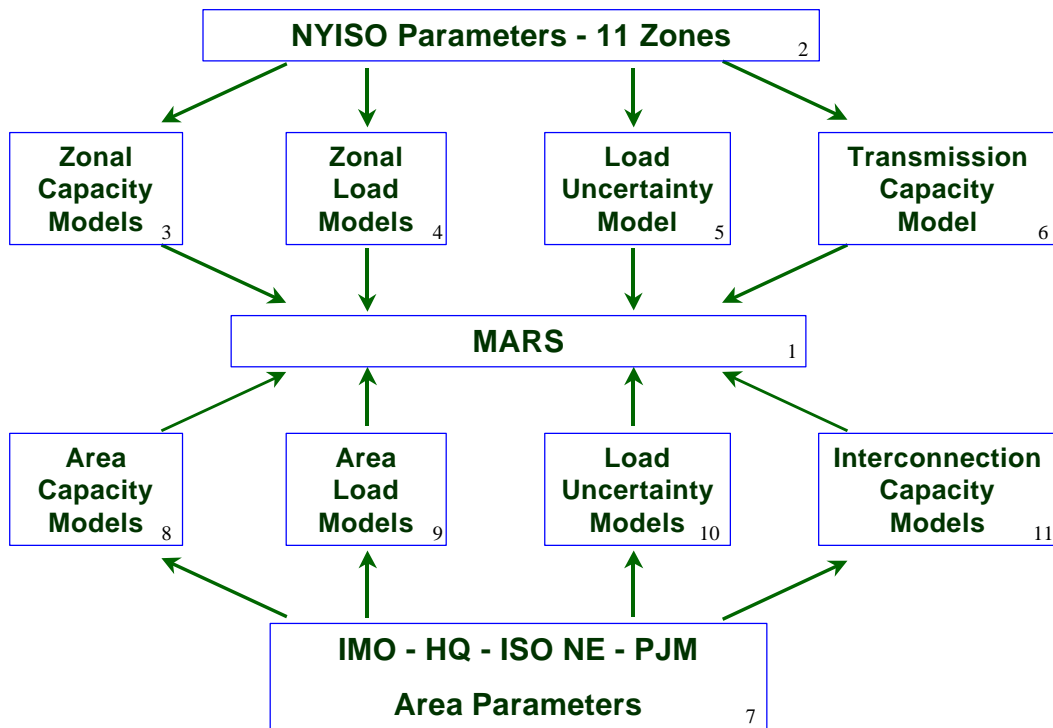 NYISO Parameters - 11 Zones
2
Zonal
Capacity
Models
3
Zonal
Load
Models
4
Load
Uncertainty
Model
5
Transmission
Capacity
Model
6
MARS
1
Area
Capacity
Models
8
Area
Load
Models
9
Load
Uncertainty
Models
10
Interconnection
Capacity
Models
11
IMO - HQ - ISO NE - PJM
Area Parameters
7